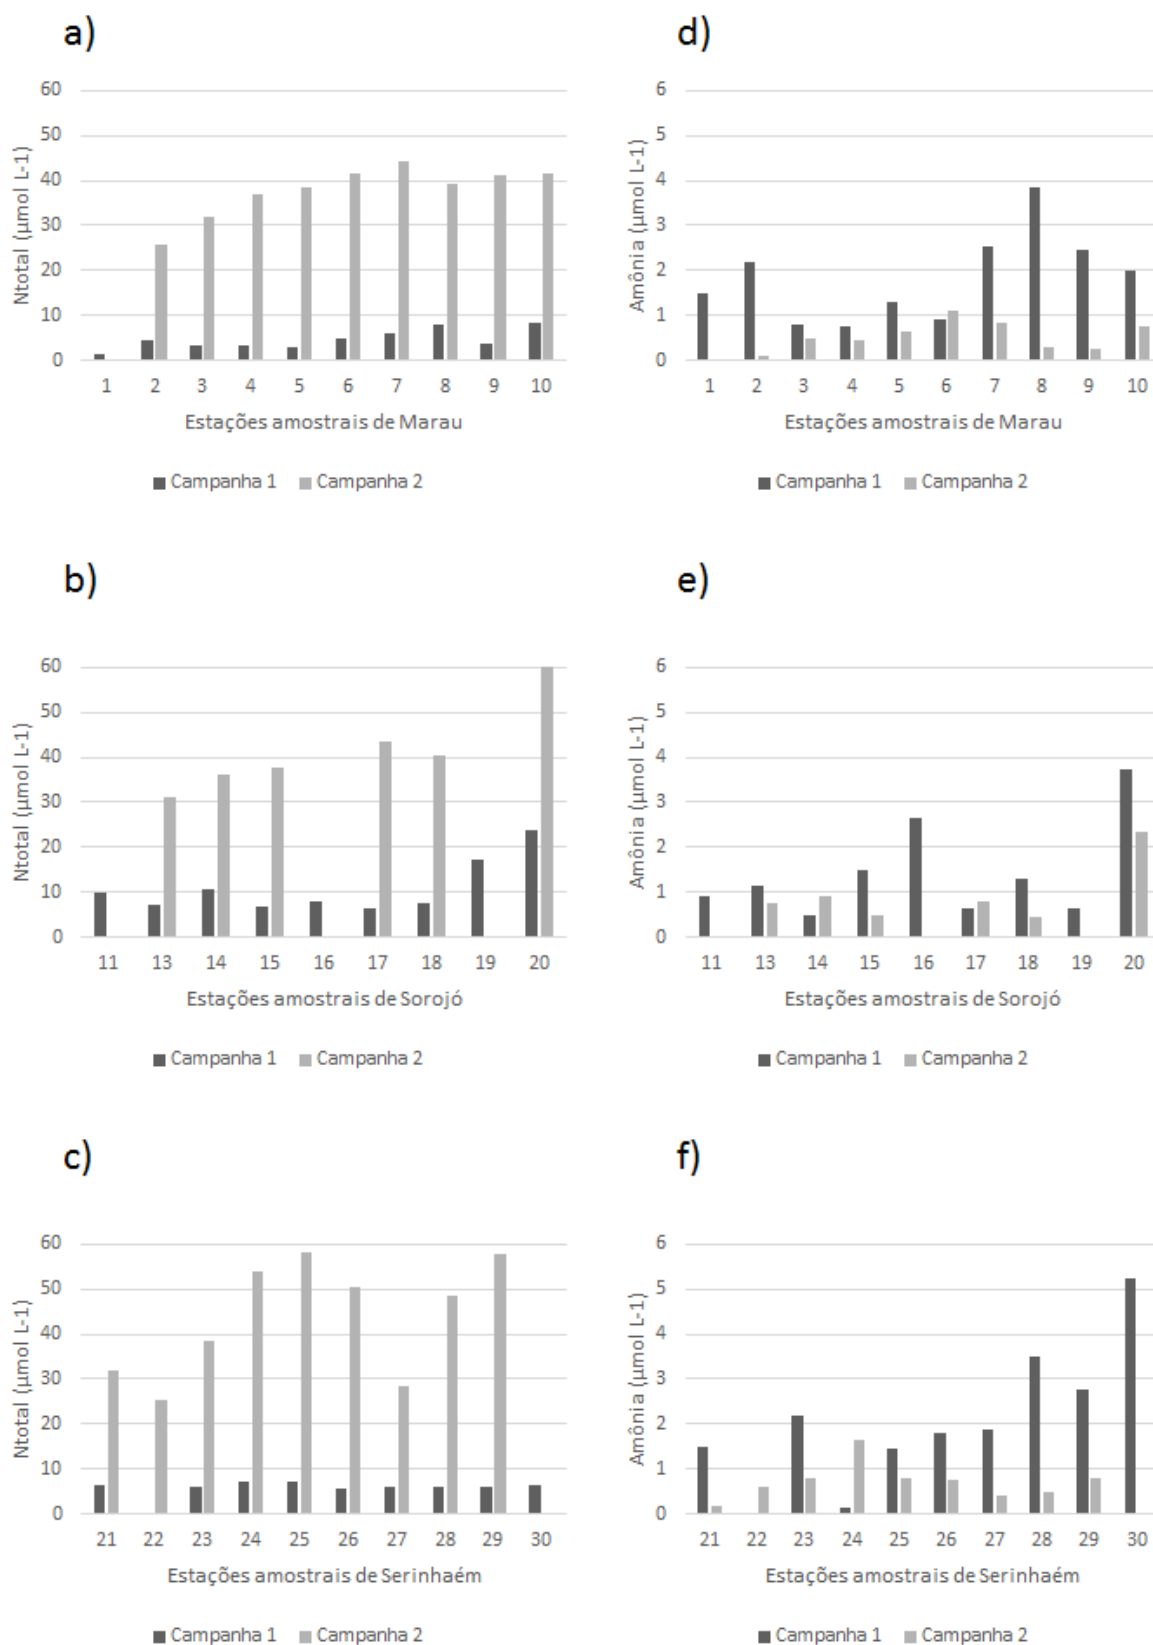 a)
60
50
40
30
20
10
0
Ntotal (µmol L-1)
1 2 3 4 5 6 7 8 9 10
Estações amostrais de Marau
Campanha 1 Campanha 2
d)
6
5
4
3
2
1
0
Amônia (µmol L-1)
1 2 3 4 5 6 7 8 9 10
Estações amostrais de Marau
Campanha 1 Campanha 2
b)
60
50
40
30
20
10
0
Ntotal (µmol L-1)
11 13 14 15 16 17 18 19 20
Estações amostrais de Sorojó
Campanha 1 Campanha 2
e)
6
5
4
3
2
1
0
Amônia (µmol L-1)
11 13 14 15 16 17 18 19 20
Estações amostrais de Sorojó
Campanha 1 Campanha 2
c)
60
50
40
30
20
10
0
Ntotal (µmol L-1)
21 22 23 24 25 26 27 28 29 30
Estações amostrais de Serinhaém
Campanha 1 Campanha 2
f)
6
5
4
3
2
1
0
Amônia (µmol L-1)
21 22 23 24 25 26 27 28 29 30
Estações amostrais de Serinhaém
Campanha 1 Campanha 2